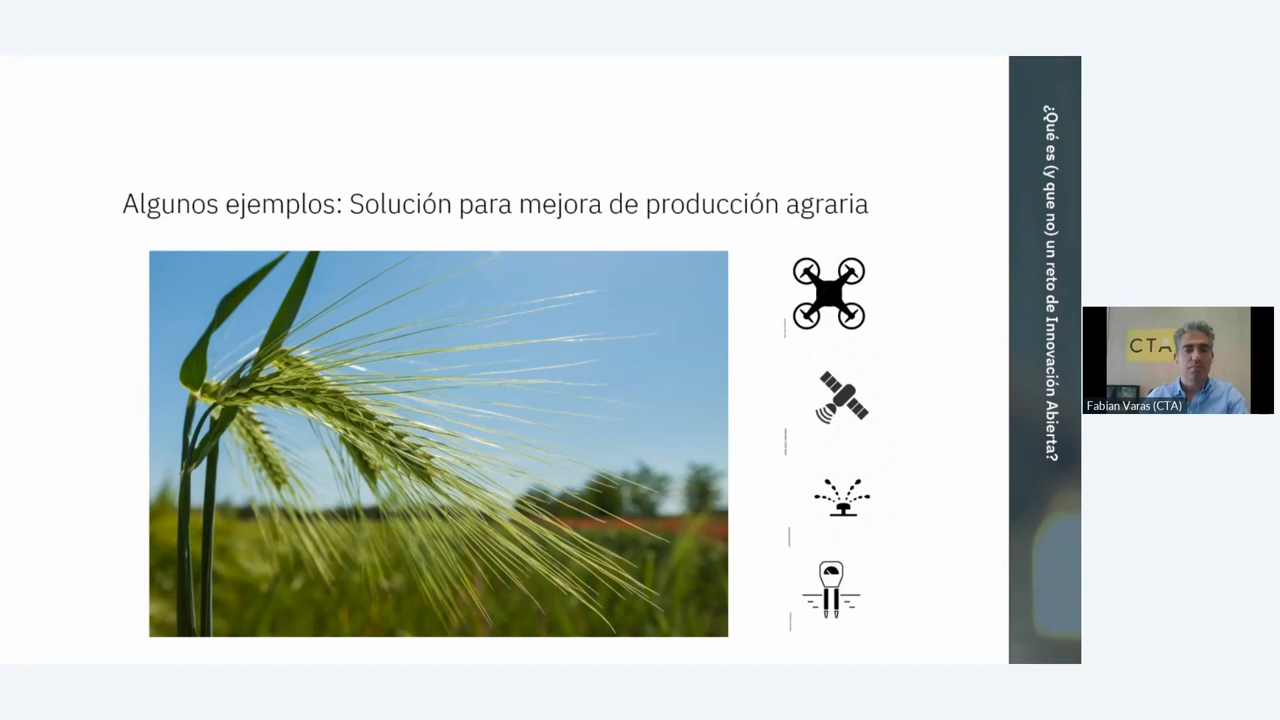 Algunos ejemplos: Solución para mejora de producción agraria
¿Qué es (y que no) un reto de Innovación Abierta?
CTA
Fabian Varas (CTA)